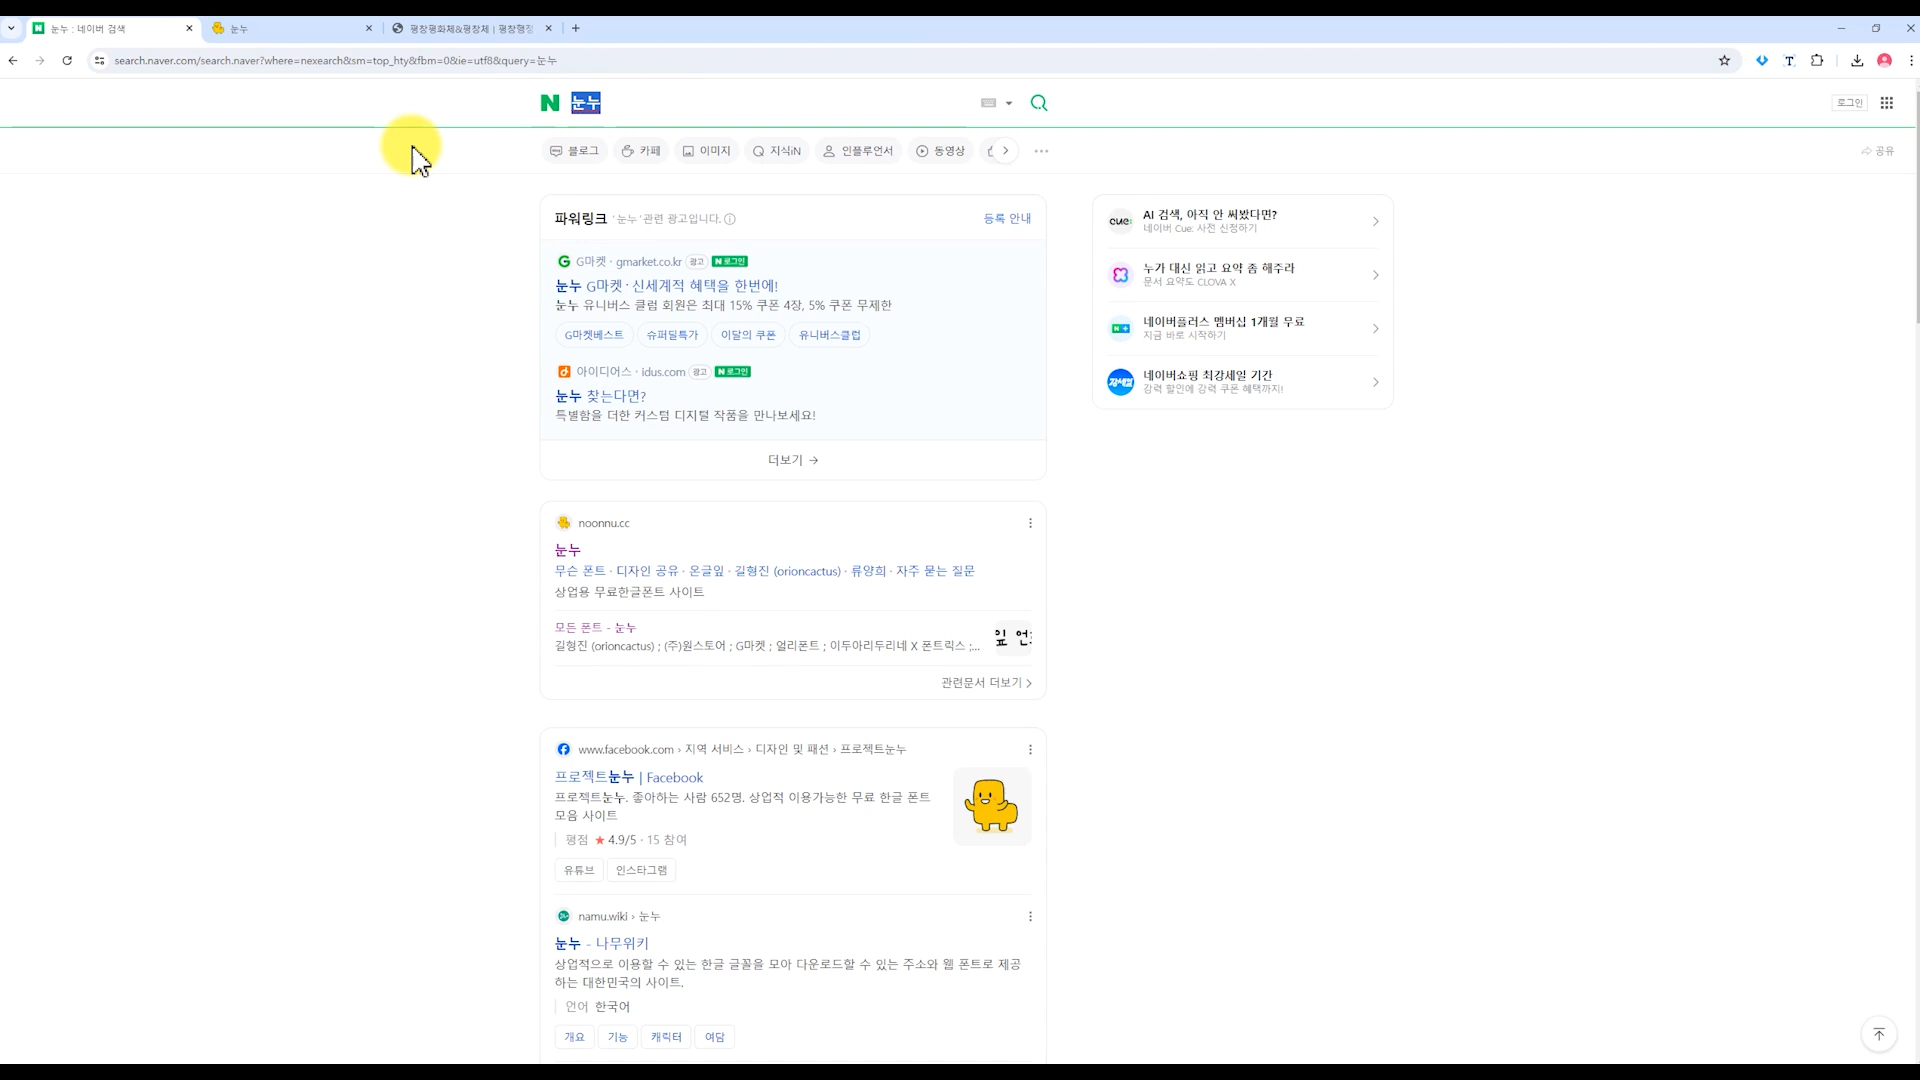 눈누 : 네이버 검색
눈누
평창평화체&평창체 | 평창행정
search.naver.com/search.naver?where=nexearch&sm=top_hty&fbm=0&ie=utf8&query=눈누
N 눈누
로그인
블로그 카페 이미지 지식iN 인플루언서 동영상
공유
파워링크 '눈누'관련 광고입니다.
등록 안내
G마켓 · gmarket.co.kr 광고 N 로그인
눈누 G마켓 · 신세계적 혜택을 한번에!
눈누 유니버스 클럽 회원은 최대 15% 쿠폰 4장, 5% 쿠폰 무제한
G마켓베스트 슈퍼딜특가 이달의 쿠폰 유니버스클럽
아이디어스 · idus.com 광고 N 로그인
눈누 찾는다면?
특별함을 더한 커스텀 디지털 작품을 만나보세요!
더보기 →
cue:
AI 검색, 아직 안 써봤다면?
네이버 Cue: 사전 신청하기
누가 대신 읽고 요약 좀 해주라
문서 요약도 CLOVA X
N +
네이버플러스 멤버십 1개월 무료
지금 바로 시작하기
네이버쇼핑 최강세일 기간
강력 할인에 강력 쿠폰 혜택까지!
noonnu.cc
눈누
무슨 폰트 · 디자인 공유 · 온글잎 · 길형진 (orioncactus) · 류양희 · 자주 묻는 질문
상업용 무료한글폰트 사이트
모든 폰트 - 눈누
길형진 (orioncactus) ; (주)원스토어 ; G마켓 ; 얼리폰트 ; 이두아리두리네 X 폰트릭스 ;...
관련문서 더보기
www.facebook.com › 지역 서비스 › 디자인 및 패션 › 프로젝트눈누
프로젝트눈누 | Facebook
프로젝트눈누. 좋아하는 사람 652명. 상업적 이용가능한 무료 한글 폰트
모음 사이트
평점 ★ 4.9/5 · 15 참여
유튜브 인스타그램
namu.wiki › 눈누
눈누 - 나무위키
상업적으로 이용할 수 있는 한글 글꼴을 모아 다운로드할 수 있는 주소와 웹 폰트로 제공
하는 대한민국의 사이트.
언어 한국어
개요 기능 캐릭터 여담